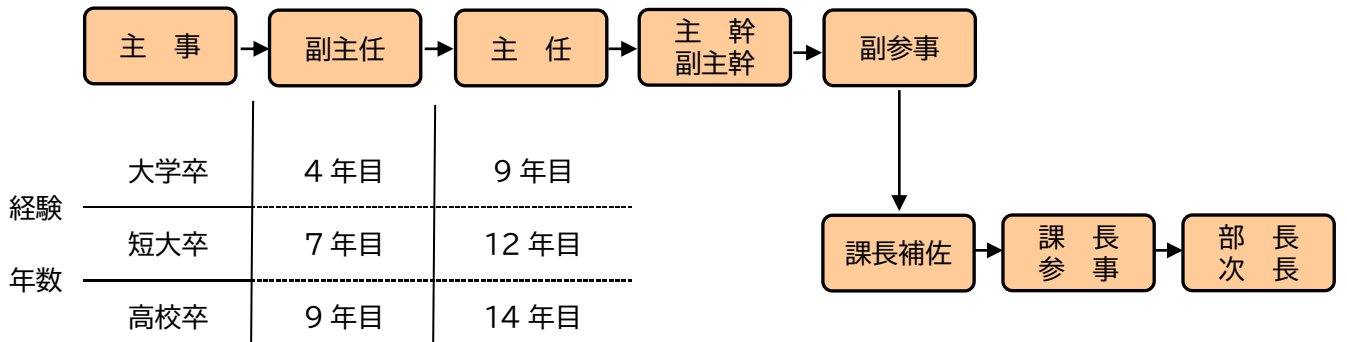 主　事
副主任
主　任
主　幹
副主幹
副参事
経験
年数
大学卒
4 年目
9 年目
短大卒
7 年目
12 年目
高校卒
9 年目
14 年目
課長補佐
課　長
参　事
部　長
次　長